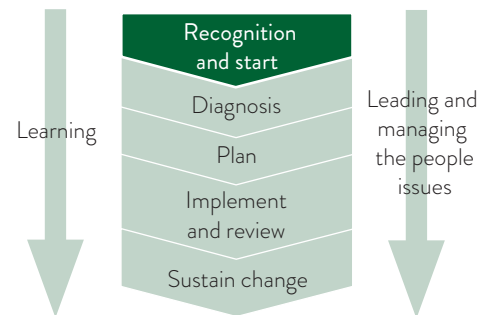 Recognition
and start
Diagnosis
Plan
Implement
and review
Sustain change
Learning
Leading and
managing
the people
issues